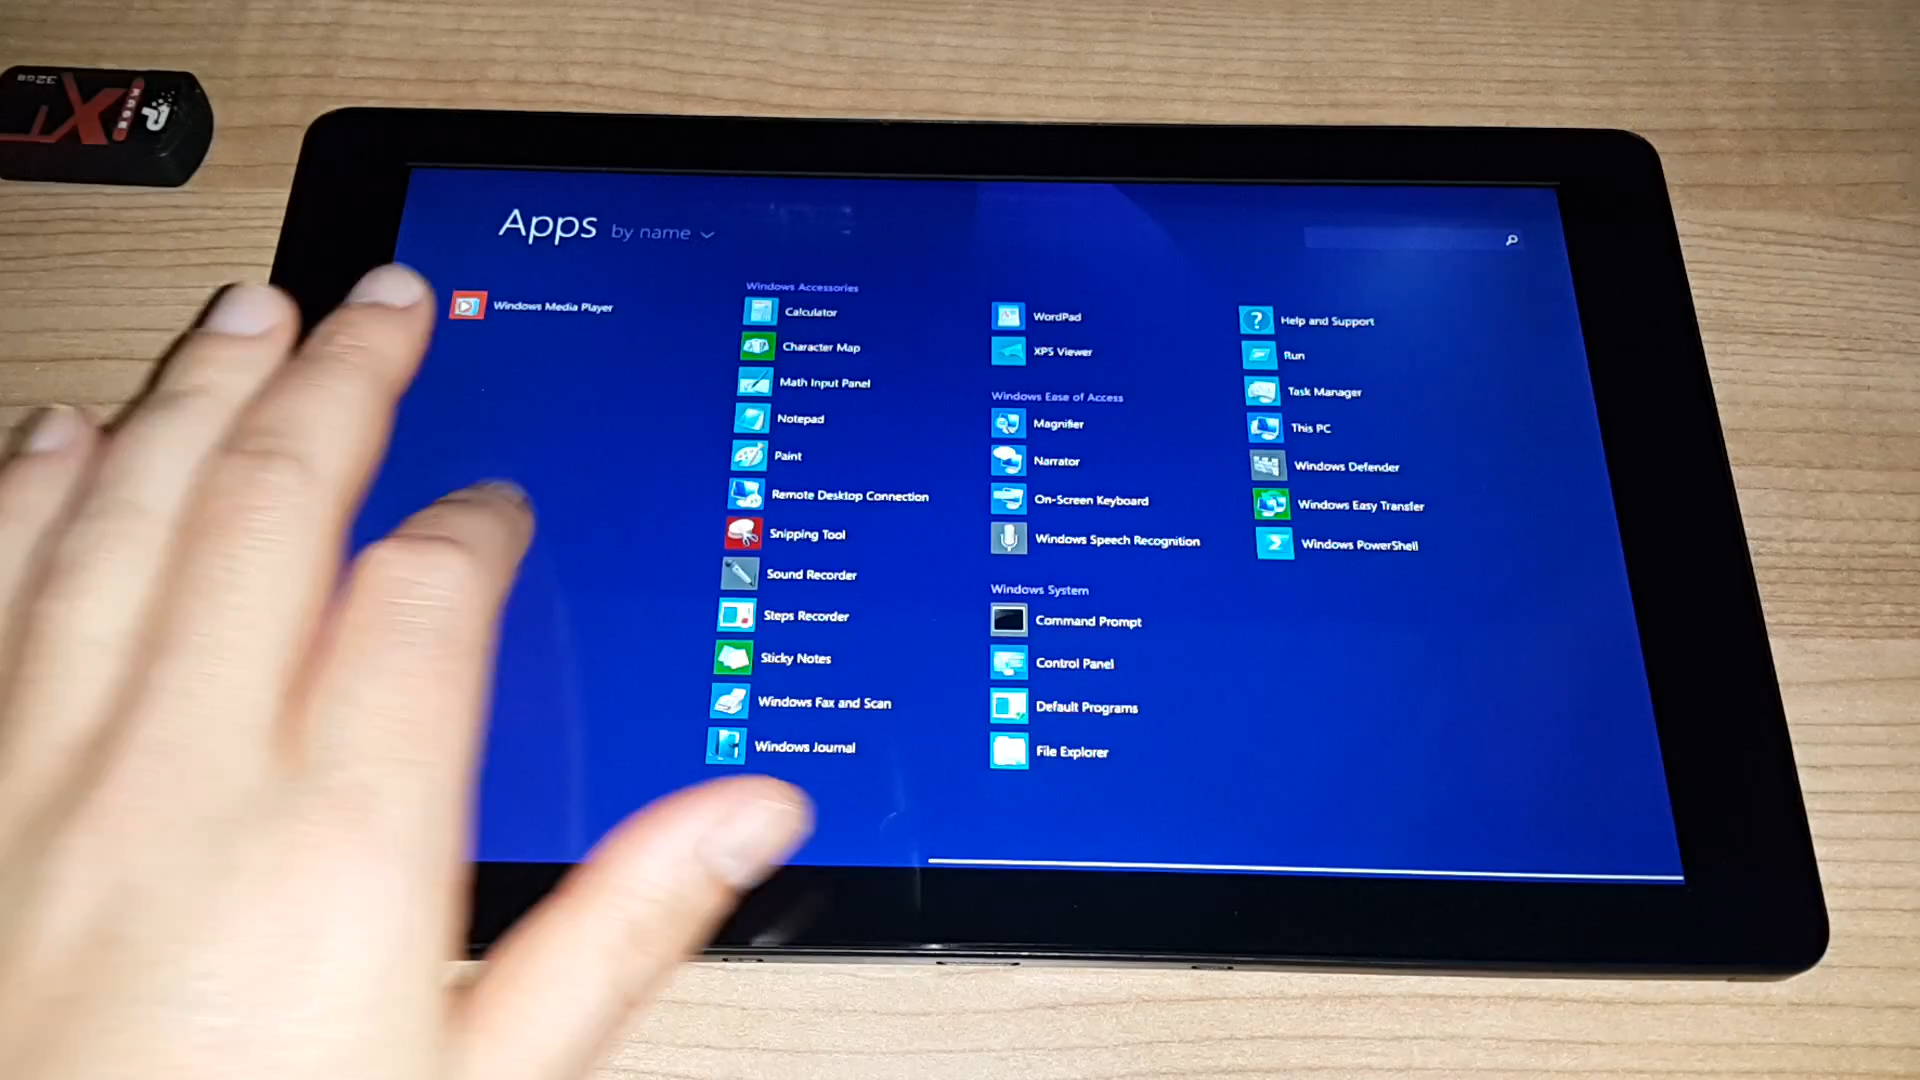 32GB
XT
RAGE
Apps by name
Windows Media Player
Windows Accessories
Calculator
Character Map
Math Input Panel
Notepad
Paint
Remote Desktop Connection
Snipping Tool
Sound Recorder
Steps Recorder
Sticky Notes
Windows Fax and Scan
Windows Journal
WordPad
XPS Viewer
Windows Ease of Access
Magnifier
Narrator
On-Screen Keyboard
Windows Speech Recognition
Windows System
Command Prompt
Control Panel
Default Programs
File Explorer
Help and Support
Run
Task Manager
This PC
Windows Defender
Windows Easy Transfer
Windows PowerShell